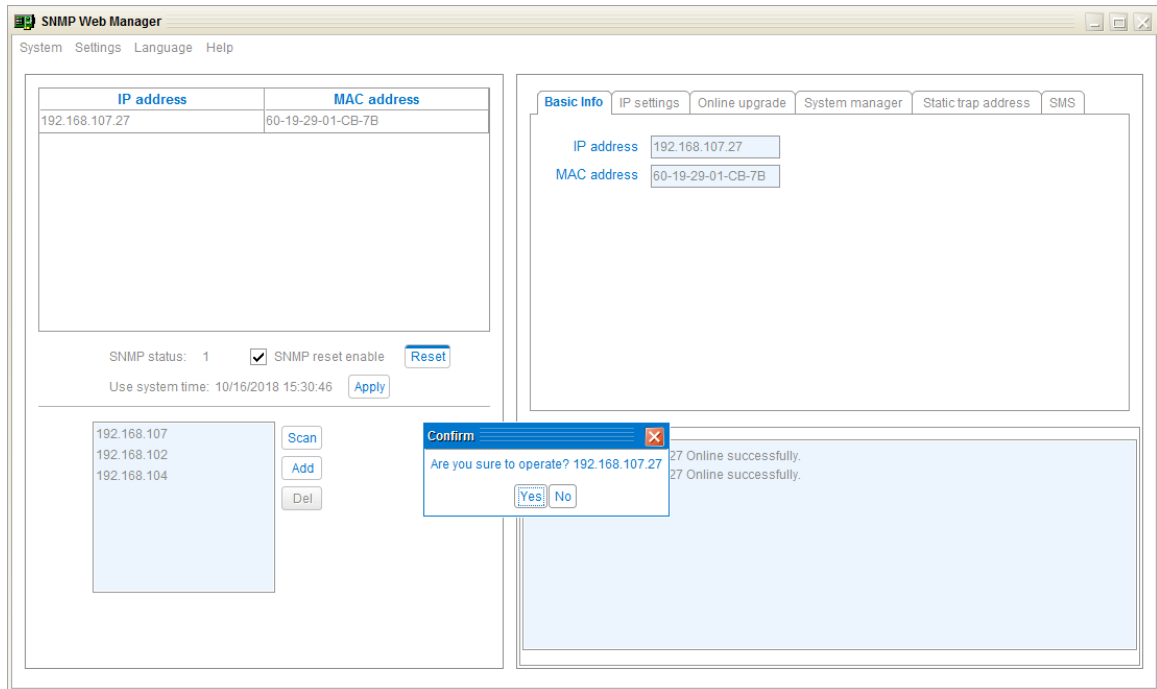 SNMP Web Manager
System Settings Language Help
IP address MAC address
192.168.107.27 60-19-29-01-CB-7B
SNMP status: 1 SNMP reset enable Reset
Use system time: 10/16/2018 15:30:46 Apply
192.168.107
192.168.102
192.168.104
Scan
Add
Del
Basic Info IP settings Online upgrade System manager Static trap address SMS
IP address 192.168.107.27
MAC address 60-19-29-01-CB-7B
Confirm
Are you sure to operate? 192.168.107.27
Yes No
27 Online successfully.
27 Online successfully.